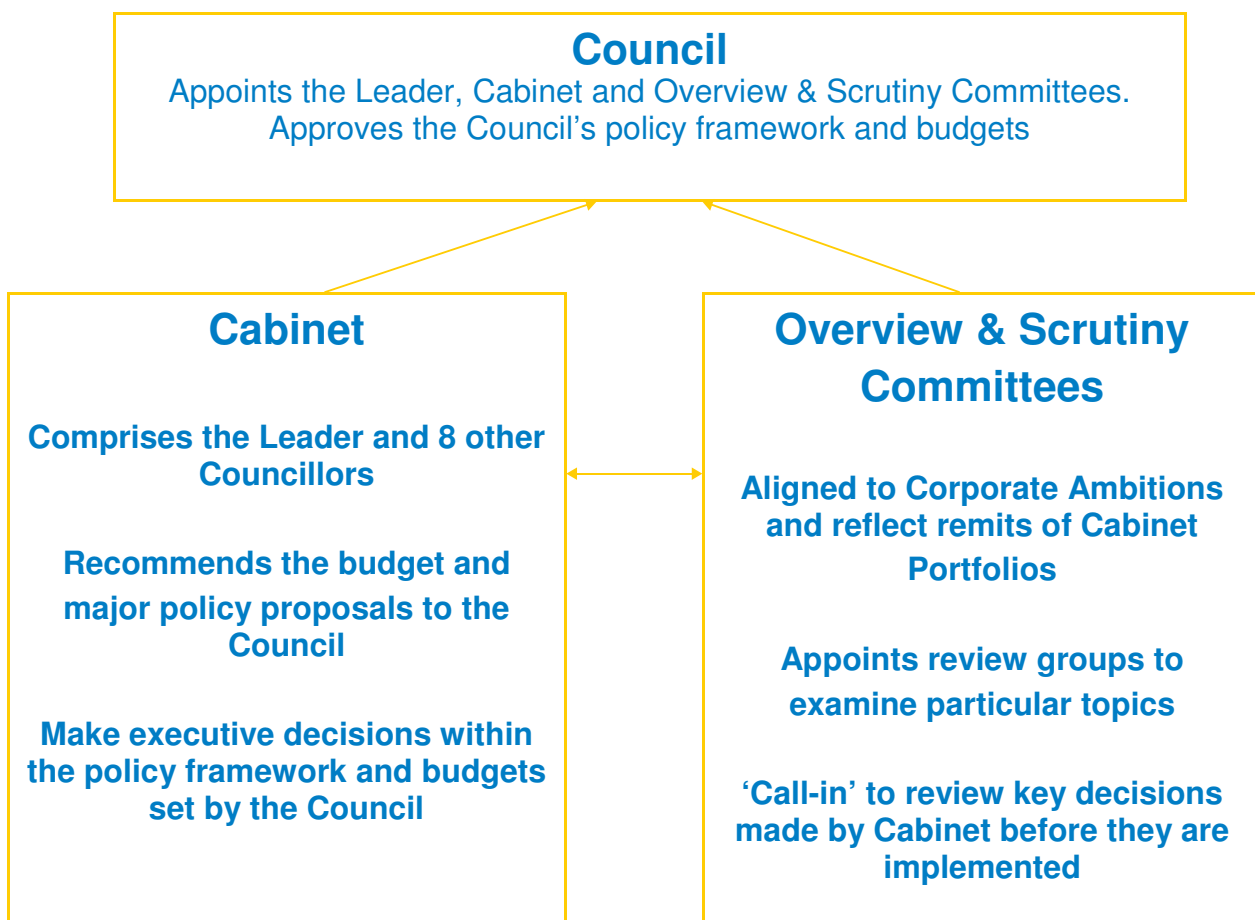 Council
Appoints the Leader, Cabinet and Overview & Scrutiny Committees.
Approves the Council’s policy framework and budgets
Cabinet
Comprises the Leader and 8 other
Councillors
Recommends the budget and
major policy proposals to the
Council
Make executive decisions within
the policy framework and budgets
set by the Council
Overview & Scrutiny
Committees
Aligned to Corporate Ambitions
and reflect remits of Cabinet
Portfolios
Appoints review groups to
examine particular topics
‘Call-in’ to review key decisions
made by Cabinet before they are
implemented